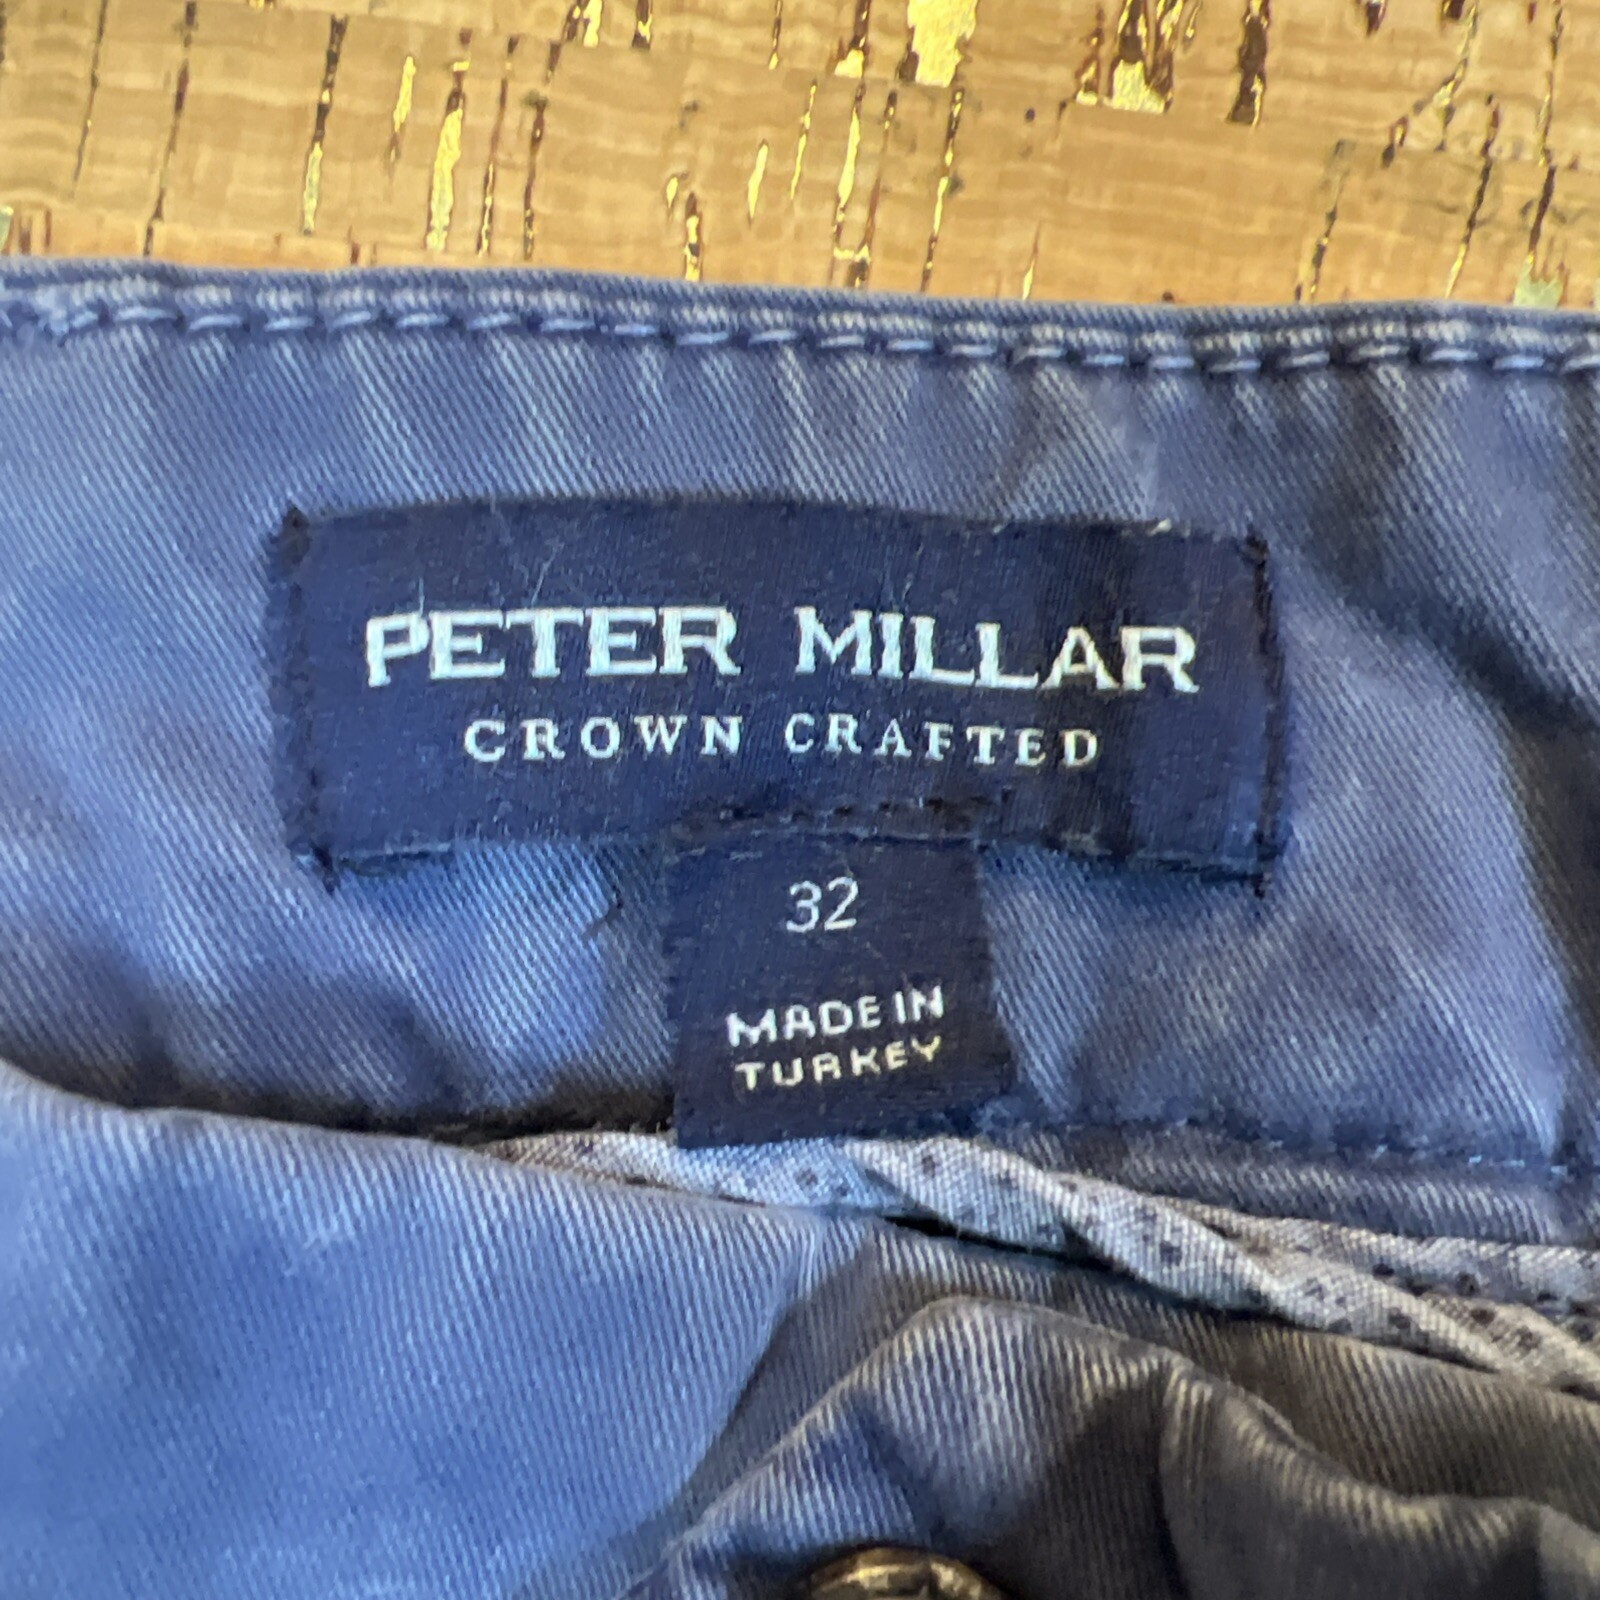 PETER MILLAR
CROWN CRAFTED
32
MADE IN
TURKEY